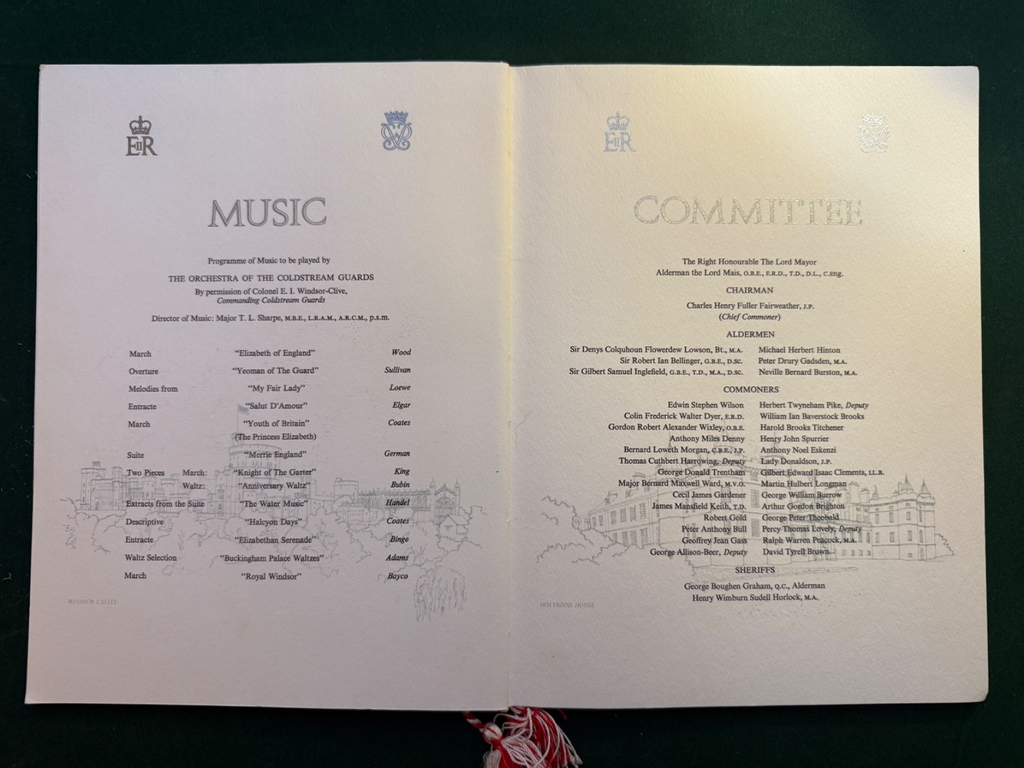 EIIR
MUSIC
Programme of Music to be played by
THE ORCHESTRA OF THE COLDSTREAM GUARDS
By permission of Colonel E. I. Windsor-Clive,
Commanding Coldstream Guards
Director of Music: Major T. L. Sharpe, M.B.E., L.R.A.M., A.R.C.M., p.s.m.
March "Elizabeth of England" Wood
Overture "Yeoman of The Guard" Sullivan
Melodies from "My Fair Lady" Loewe
Entracte "Salut D'Amour" Elgar
March "Youth of Britain" Coates
(The Princess Elizabeth)
Suite "Merrie England" German
Two Pieces March: "Knight of The Garter" King
Waltz: "Anniversary Waltz" Bubin
Extracts from the Suite "The Water Music" Handel
Descriptive "Halcyon Days" Coates
Entracte "Elizabethan Serenade" Binge
Waltz Selection "Buckingham Palace Waltzes" Adams
March "Royal Windsor" Bayco
WINDSOR CASTLE
EIIR
COMMITTEE
The Right Honourable The Lord Mayor
Alderman the Lord Mais, O.B.E., E.R.D., T.D., D.L., C.Eng.
CHAIRMAN
Charles Henry Fuller Fairweather, J.P.
(Chief Commoner)
ALDERMEN
Sir Denys Colquhoun Flowerdew Lowson, Bt., M.A. Michael Herbert Hinton
Sir Robert Ian Bellinger, G.B.E., D.SC. Peter Drury Gadsden, M.A.
Sir Gilbert Samuel Inglefield, G.B.E., T.D., M.A., D.SC. Neville Bernard Burston, M.A.
COMMONERS
Edwin Stephen Wilson Herbert Twyneham Pike, Deputy
Colin Frederick Walter Dyer, E.R.D. William Ian Baverstock Brooks
Gordon Robert Alexander Wixley, O.B.E. Harold Brooks Titchener
Anthony Miles Denny Henry John Spurrier
Bernard Loweth Morgan, C.B.E., J.P. Anthony Noel Eskenzi
Thomas Cuthbert Harrowing, Deputy Lady Donaldson, J.P.
George Donald Trentham Gilbert Edward Isaac Clements, LL.B.
Major Bernard Maxwell Ward, M.V.O. Martin Hulbert Longman
Cecil James Gardener George William Burrow
James Mansfield Keith, T.D. Arthur Gordon Brighton
Robert Gold George Peter Theobald
Peter Anthony Bull Percy Thomas Lovely, Deputy
Geoffrey Jean Gass Ralph Warren Peacock, M.A.
George Allison-Beer, Deputy David Tyrell Brown
SHERIFFS
George Boughen Graham, Q.C., Alderman
Henry Wimburn Sudell Horlock, M.A.
HOLYROOD HOUSE